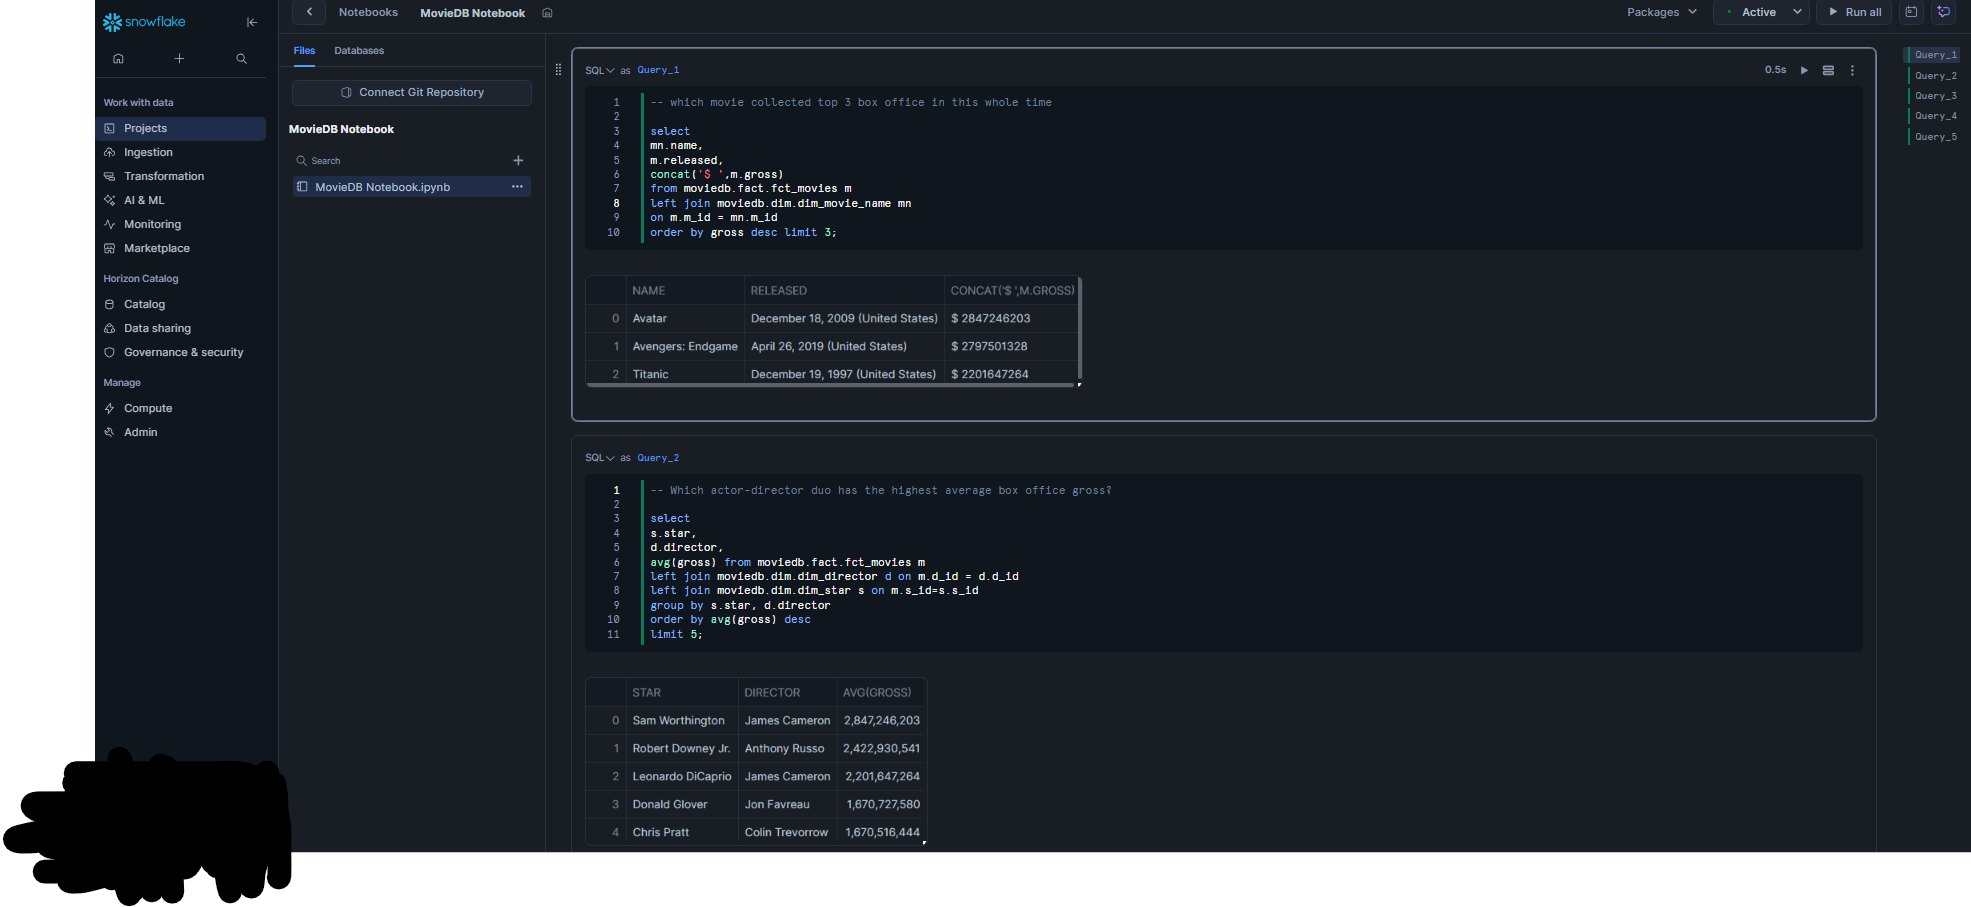 snowflake
Work with data
Projects
Ingestion
Transformation
AI & ML
Monitoring
Marketplace
Horizon Catalog
Catalog
Data sharing
Governance & security
Manage
Compute
Admin
Notebooks MovieDB Notebook
Packages Active Run all
Files Databases
Connect Git Repository
MovieDB Notebook
Search
MovieDB Notebook.ipynb
SQL as Query_1 0.5s
1 -- which movie collected top 3 box office in this whole time
2
3 select
4 mn.name,
5 m.released,
6 concat('$ ',m.gross)
7 from moviedb.fact.fct_movies m
8 left join moviedb.dim.dim_movie_name mn
9 on m.m_id = mn.m_id
10 order by gross desc limit 3;
NAME RELEASED CONCAT('$ ',M.GROSS)
0 Avatar December 18, 2009 (United States) $ 2847246203
1 Avengers: Endgame April 26, 2019 (United States) $ 2797501328
2 Titanic December 19, 1997 (United States) $ 2201647264
SQL as Query_2
1 -- Which actor-director duo has the highest average box office gross?
2
3 select
4 s.star,
5 d.director,
6 avg(gross) from moviedb.fact.fct_movies m
7 left join moviedb.dim.dim_director d on m.d_id = d.d_id
8 left join moviedb.dim.dim_star s on m.s_id=s.s_id
9 group by s.star, d.director
10 order by avg(gross) desc
11 limit 5;
STAR DIRECTOR AVG(GROSS)
0 Sam Worthington James Cameron 2,847,246,203
1 Robert Downey Jr. Anthony Russo 2,422,930,541
2 Leonardo DiCaprio James Cameron 2,201,647,264
3 Donald Glover Jon Favreau 1,670,727,580
4 Chris Pratt Colin Trevorrow 1,670,516,444
Query_1
Query_2
Query_3
Query_4
Query_5